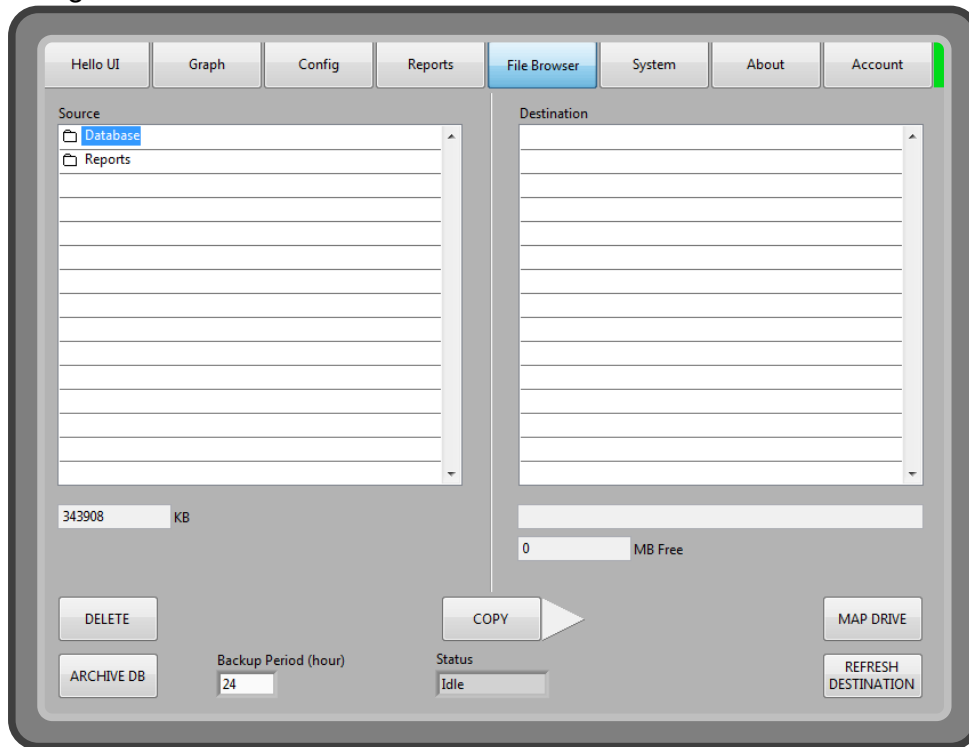 Hello UI Graph Config Reports File Browser System About Account
Source Destination
Database
Reports
343908 KB
0 MB Free
DELETE COPY MAP DRIVE
ARCHIVE DB Backup Period (hour) 24 Status Idle REFRESH DESTINATION